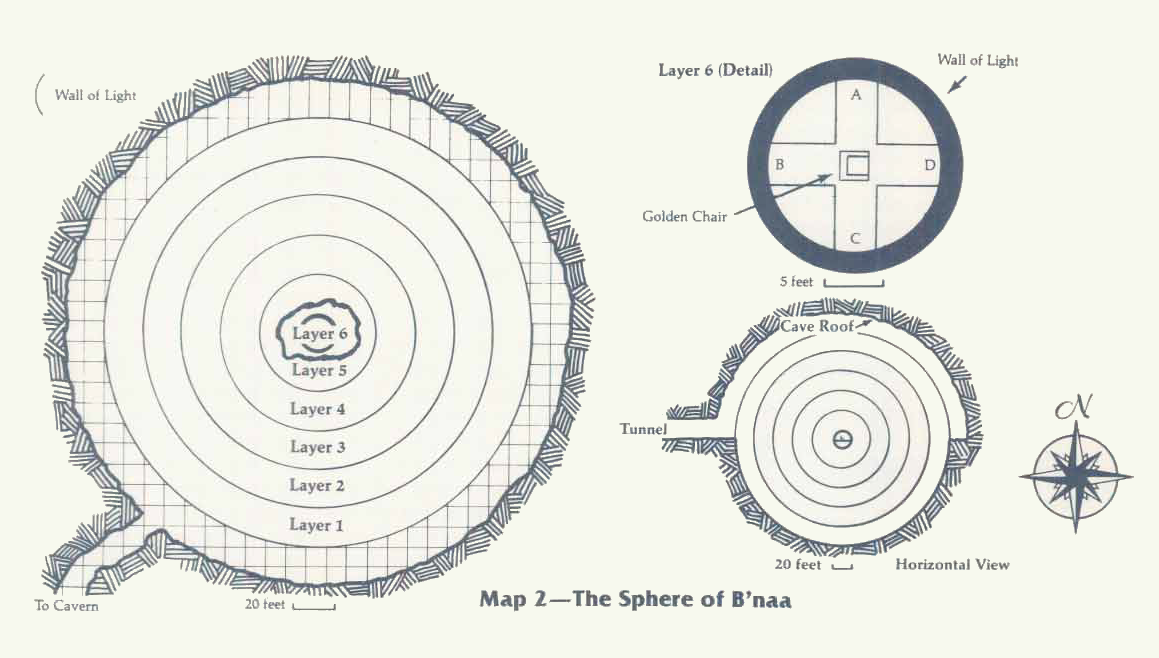 Wall of Light
Layer 6
Layer 5
Layer 4
Layer 3
Layer 2
Layer 1
To Cavern
20 feet
Layer 6 (Detail)
Wall of Light
A
B
D
C
Golden Chair
5 feet
Cave Roof
Tunnel
20 feet
Horizontal View
N
Map 2—The Sphere of B'naa